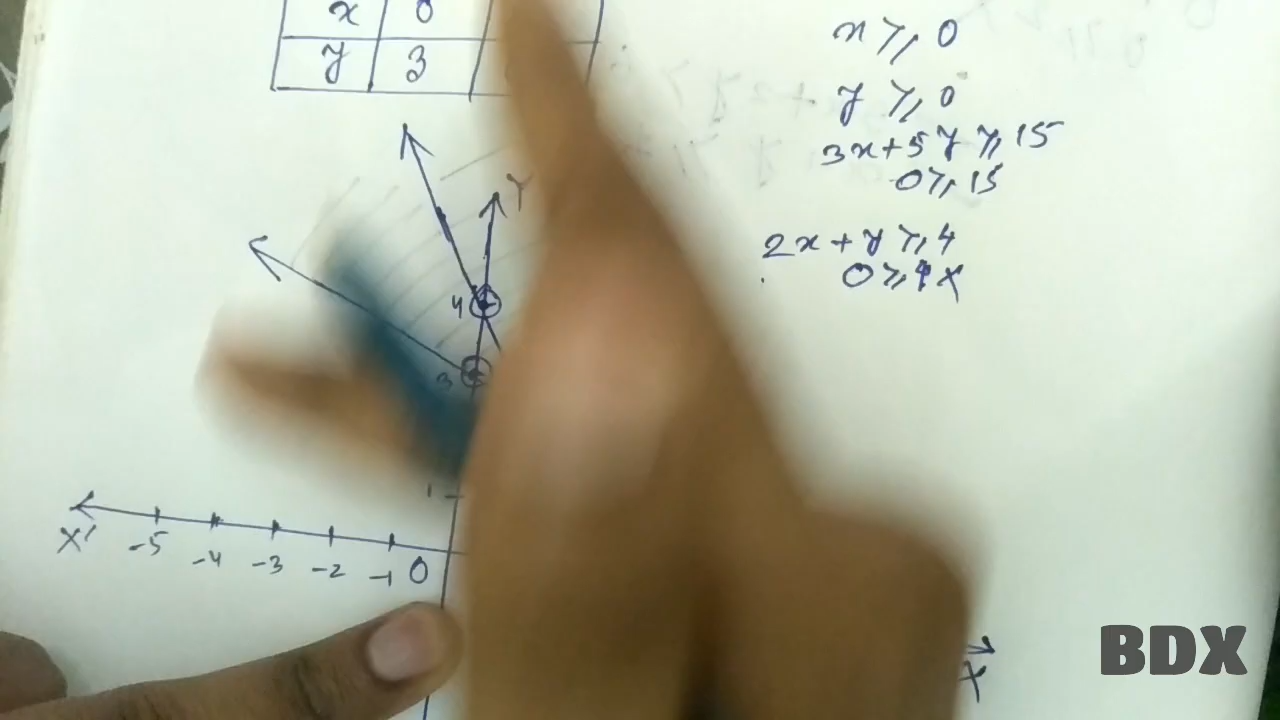 x 0
y 3
x ≥ 0
y ≥ 0
3x+5y ≥ 15
0 ≥ 15
2x + y ≥ 4
0 ≥ 4 x
Y
4
3
1
X' -5 -4 -3 -2 -1 0
X
BDX